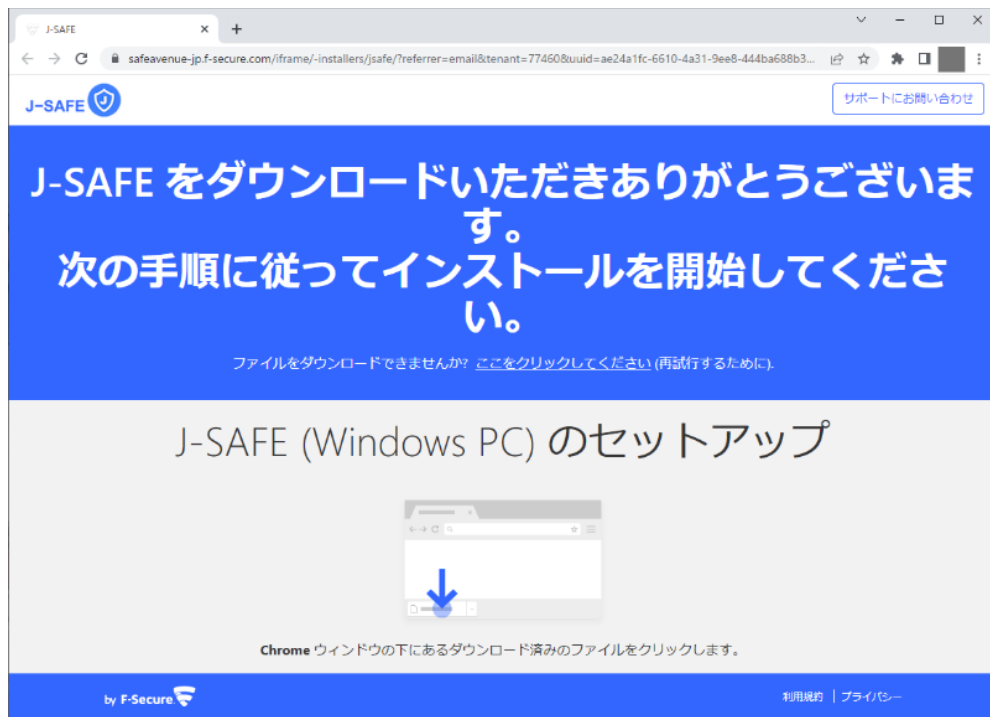 J-SAFE
safeavenue-jp.f-secure.com/iframe/-installers/jsafe/?referrer=email&tenant=77460&uuid=ae24a1fc-6610-4a31-9ee8-444ba688b3...
J-SAFE
サポートにお問い合わせ
J-SAFE をダウンロードいただきありがとうございま
す。
次の手順に従ってインストールを開始してくださ
い。
ファイルをダウンロードできませんか? ここをクリックしてください (再試行するために).
J-SAFE (Windows PC) のセットアップ
Chrome ウィンドウの下にあるダウンロード済みのファイルをクリックします。
by F-Secure
利用規約 | プライバシー